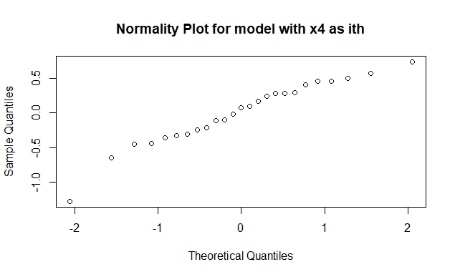 Normality Plot for model with x4 as ith
Sample Quantiles
0.5
0.0
-0.5
-1.0
-2 -1 0 1 2
Theoretical Quantiles